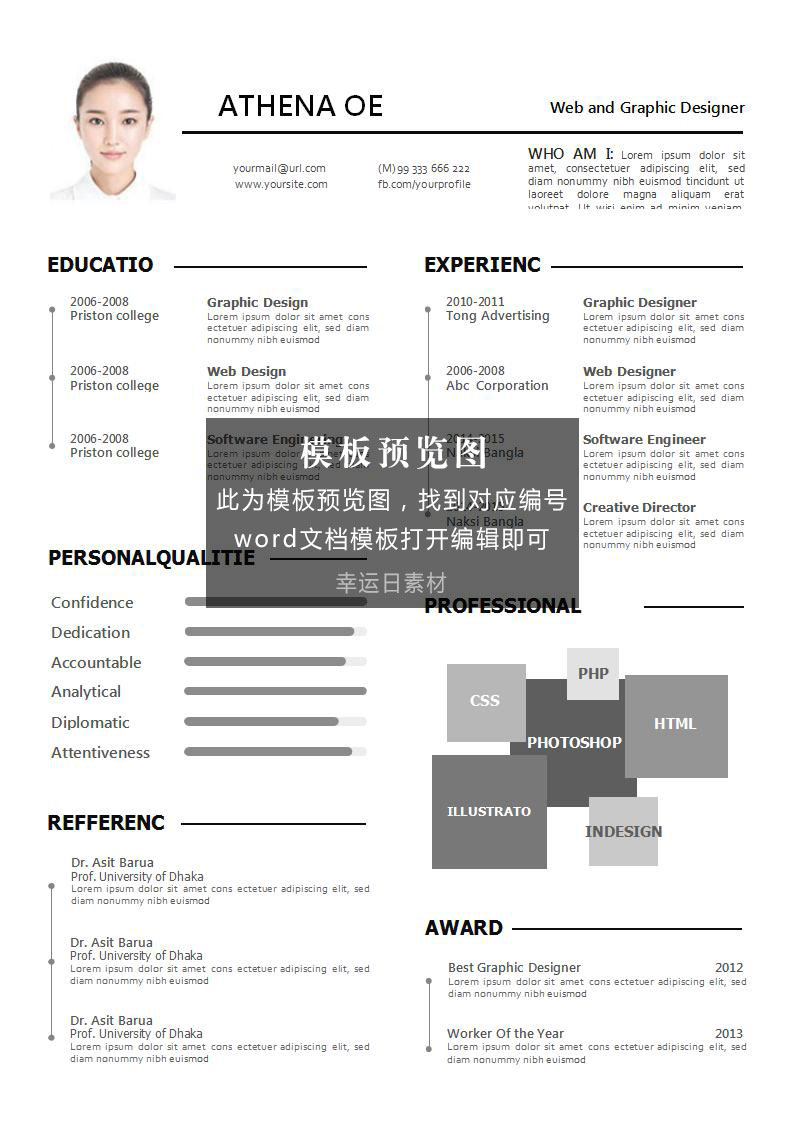 ATHENA OE
Web and Graphic Designer
yourmail@url.com
www.yoursite.com
(M)99 333 666 222
fb.com/yourprofile
WHO AM I: Lorem ipsum dolor sit
amet, consectetuer adipiscing elit, sed
diam nonummy nibh euismod tincidunt ut
laoreet dolore magna aliquam erat
volutpat. Ut wisi enim ad minim veniam,
EDUCATIO
2006-2008
Priston college
Graphic Design
Lorem ipsum dolor sit amet cons
ectetuer adipiscing elit, sed diam
nonummy nibh euismod
2006-2008
Priston college
Web Design
Lorem ipsum dolor sit amet cons
ectetuer adipiscing elit, sed diam
nonummy nibh euismod
2006-2008
Priston college
Software Engineering
EXPERIENC
2010-2011
Tong Advertising
Graphic Designer
Lorem ipsum dolor sit amet cons
ectetuer adipiscing elit, sed diam
nonummy nibh euismod
2006-2008
Abc Corporation
Web Designer
Lorem ipsum dolor sit amet cons
ectetuer adipiscing elit, sed diam
nonummy nibh euismod
Naksi Bangla
Software Engineer
Lorem ipsum dolor sit amet cons
ectetuer adipiscing elit, sed diam
nonummy nibh euismod
Naksi Bangla
Creative Director
Lorem ipsum dolor sit amet cons
ectetuer adipiscing elit, sed diam
nonummy nibh euismod
模板预览图
此为模板预览图，找到对应编号
word文档模板打开编辑即可
幸运日素材
PERSONALQUALITIE
Confidence
Dedication
Accountable
Analytical
Diplomatic
Attentiveness
PROFESSIONAL
PHP
CSS
HTML
PHOTOSHOP
ILLUSTRATO
INDESIGN
REFFERENC
Dr. Asit Barua
Prof. University of Dhaka
Lorem ipsum dolor sit amet cons ectetuer adipiscing elit, sed
diam nonummy nibh euismod
Dr. Asit Barua
Prof. University of Dhaka
Lorem ipsum dolor sit amet cons ectetuer adipiscing elit, sed
diam nonummy nibh euismod
Dr. Asit Barua
Prof. University of Dhaka
Lorem ipsum dolor sit amet cons ectetuer adipiscing elit, sed
diam nonummy nibh euismod
AWARD
Best Graphic Designer 2012
Lorem ipsum dolor sit amet cons ectetuer adipiscing elit, sed
diam nonummy nibh euismod
Worker Of the Year 2013
Lorem ipsum dolor sit amet cons ectetuer adipiscing elit, sed
diam nonummy nibh euismod